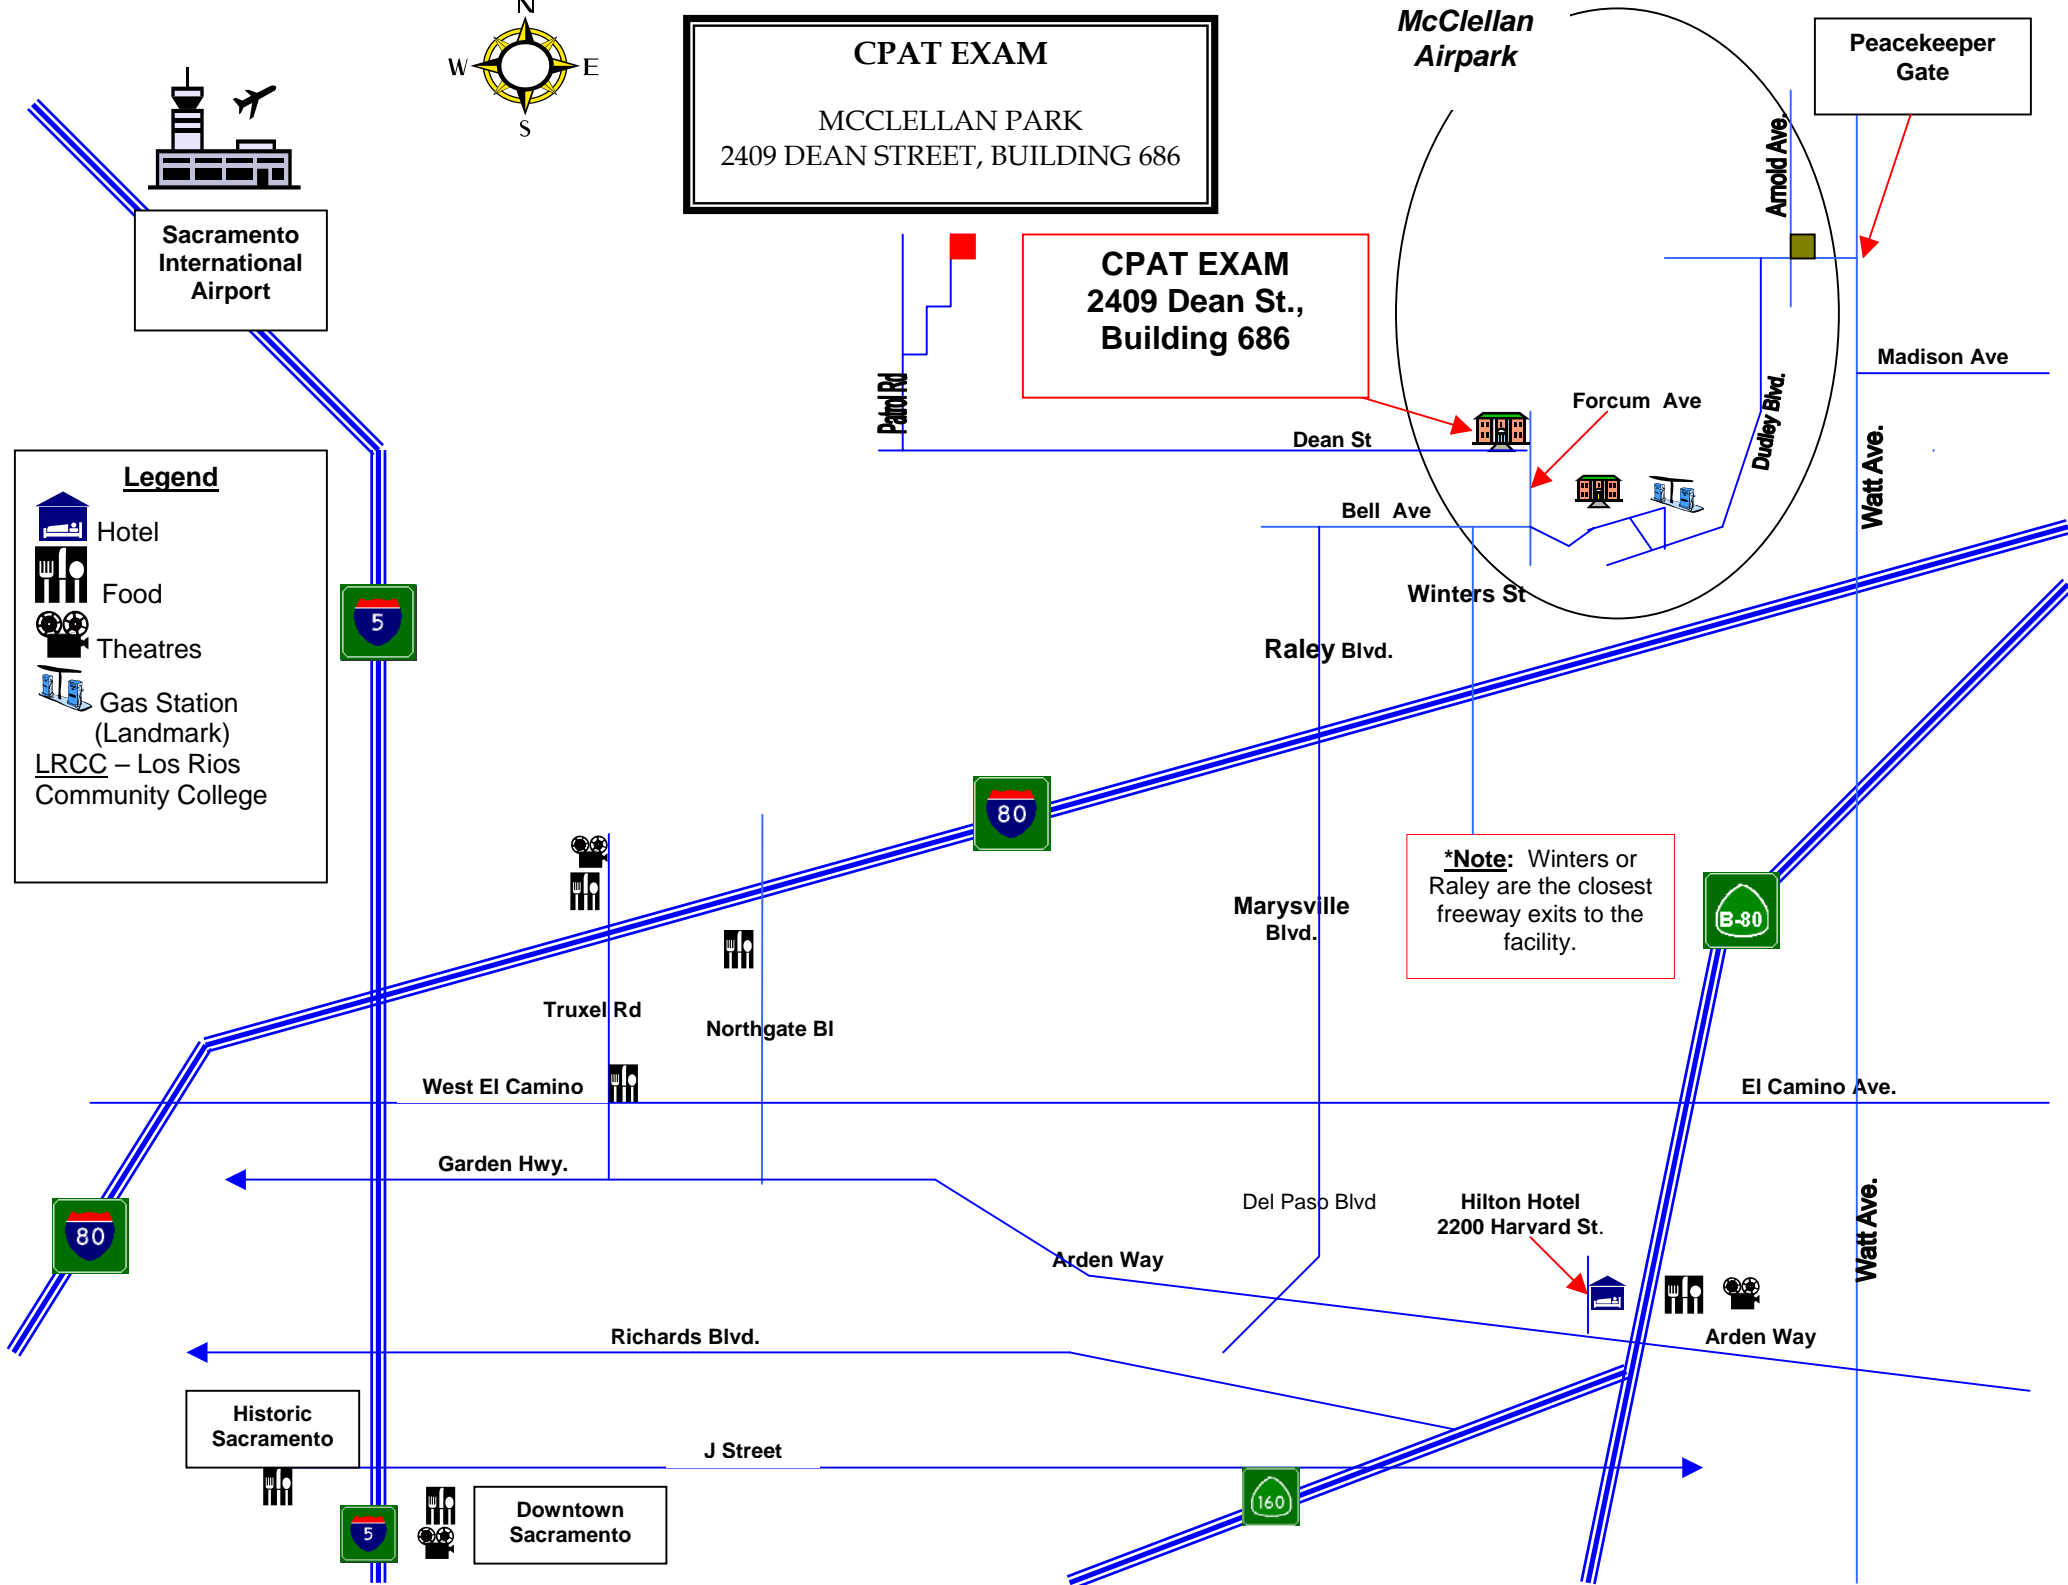 N
W
E
S
CPAT EXAM
MCCLELLAN PARK
2409 DEAN STREET, BUILDING 686
McClellan
Airpark
Peacekeeper
Gate
Arnold Ave.
Sacramento
International
Airport
CPAT EXAM
2409 Dean St.,
Building 686
Patrol Rd
Madison Ave
Forcum Ave
Dudley Blvd.
Dean St
Watt Ave.
Bell Ave
Legend
Hotel
Food
Theatres
Gas Station
(Landmark)
LRCC – Los Rios
Community College
5
Winters St
Raley Blvd.
80
*Note: Winters or
Raley are the closest
freeway exits to the
facility.
B-80
Marysville
Blvd.
Truxel Rd
Northgate Bl
West El Camino
El Camino Ave.
Garden Hwy.
80
Del Paso Blvd
Hilton Hotel
2200 Harvard St.
Watt Ave.
Arden Way
Richards Blvd.
Arden Way
Historic
Sacramento
J Street
160
5
Downtown
Sacramento